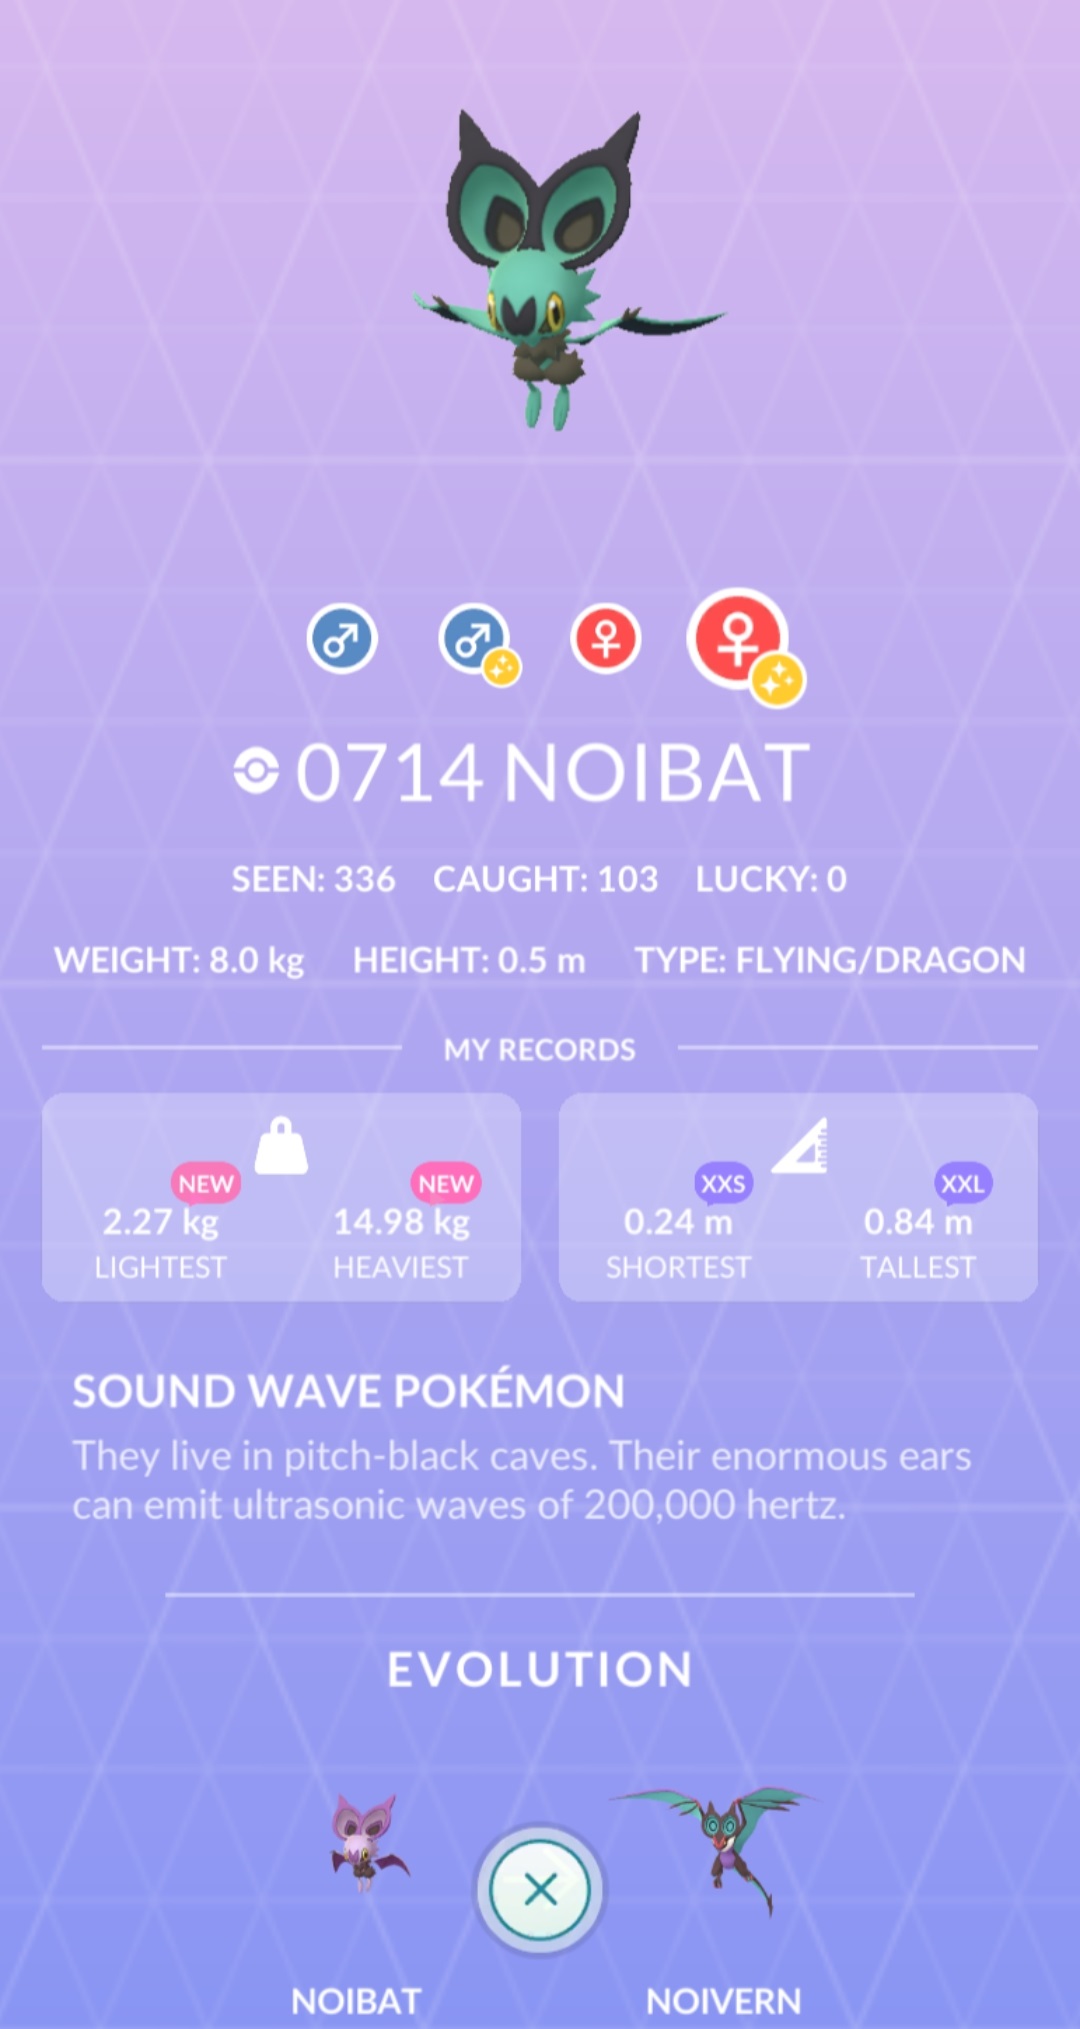 0714 NOIBAT
SEEN: 336 CAUGHT: 103 LUCKY: 0
WEIGHT: 8.0 kg HEIGHT: 0.5 m TYPE: FLYING/DRAGON
MY RECORDS
NEW NEW
2.27 kg 14.98 kg
LIGHTEST HEAVIEST
XXS XXL
0.24 m 0.84 m
SHORTEST TALLEST
SOUND WAVE POKÉMON
They live in pitch-black caves. Their enormous ears
can emit ultrasonic waves of 200,000 hertz.
EVOLUTION
NOIBAT NOIVERN